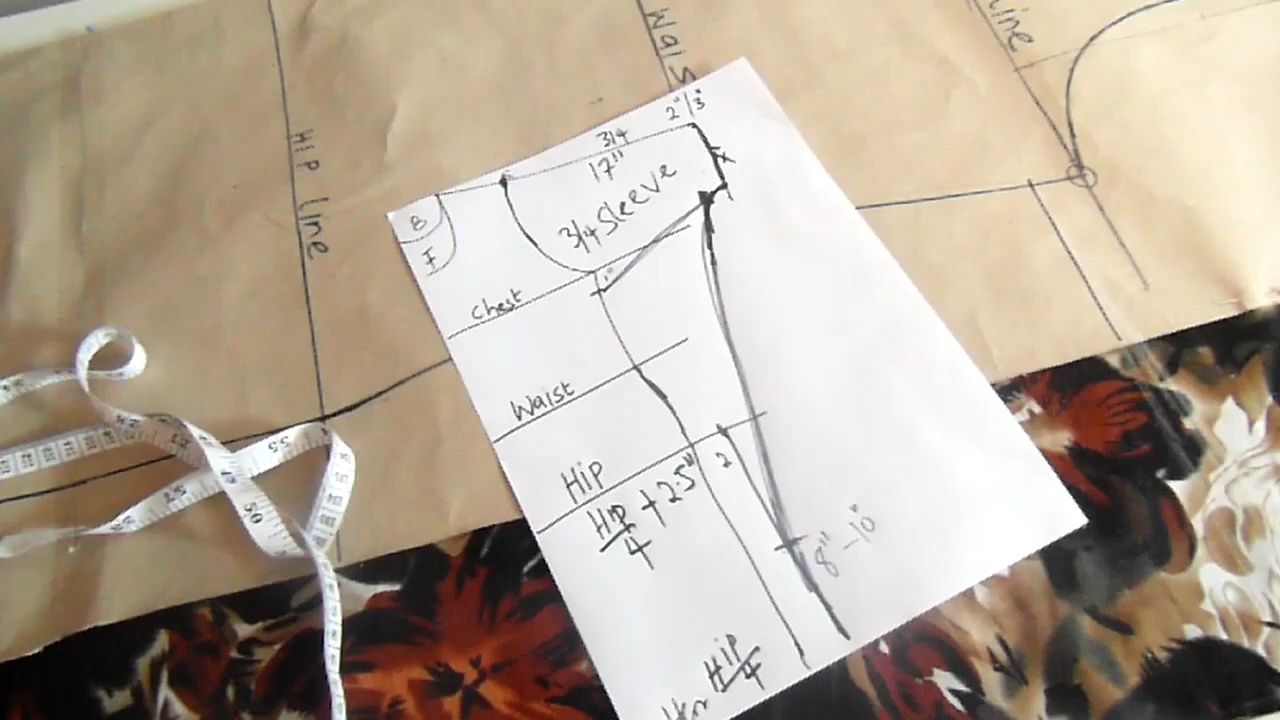 HIP Line
Wais
Line
2" / 3"
3/4
17"
3/4 Sleeve
B
F
1"
Chest
Waist
Hip
2
Hip/4 + 2.5"
8" - 10"
Hip/4